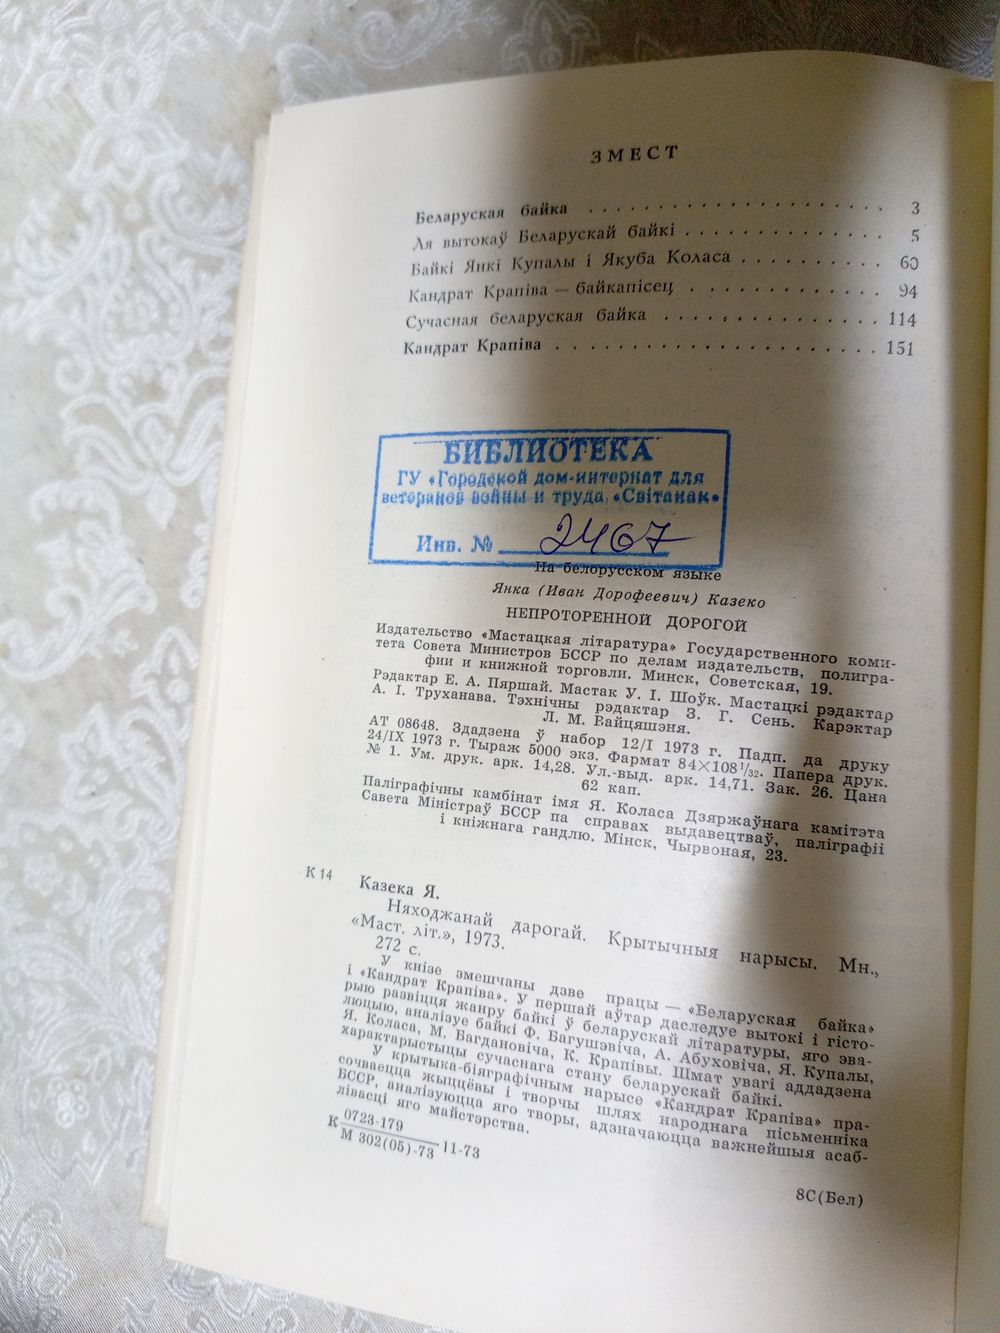 ЗМЕСТ
Беларуская байка . . . . . . . . . . . . . . . . . . . . . . 3
Ля вытокаў Беларускай байкі . . . . . . . . . . . . . . 5
Байкі Янкі Купалы і Якуба Коласа . . . . . . . . . . 60
Кандрат Крапіва — байкапісец . . . . . . . . . . . . 94
Сучасная беларуская байка . . . . . . . . . . . . . . 114
Кандрат Крапіва . . . . . . . . . . . . . . . . . . . . . . 151
БИБЛИОТЕКА
ГУ «Городской дом-интернат для
ветеранов войны и труда «Світанак»
Инв. № 2467
На белорусском языке
Янка (Иван Дорофеевич) Казеко
НЕПРОТОРЕННОЙ ДОРОГОЙ
Издательство «Мастацкая літаратура» Государственного коми-
тета Совета Министров БССР по делам издательств, полигра-
фии и книжной торговли. Минск, Советская, 19.
Рэдактар Е. А. Пяршай. Мастак У. І. Шоўк. Мастацкі рэдактар
А. І. Труханава. Тэхнічны рэдактар З. Г. Сень. Карэктар
Л. М. Вайцяшэня.
АТ 08648. Здадзена ў набор 12/I 1973 г. Падп. да друку
24/IX 1973 г. Тыраж 5000 экз. Фармат 84×108 1/32. Папера друк.
№ 1. Ум. друк. арк. 14,28. Ул.-выд. арк. 14,71. Зак. 26. Цана
62 кап.
Паліграфічны камбінат імя Я. Коласа Дзяржаўнага камітэта
Савета Міністраў БССР па справах выдавецтваў, паліграфіі
і кніжнага гандлю. Мінск, Чырвоная, 23.
К 14
Казека Я.
Няходжанай дарогай. Крытычныя нарысы. Мн.,
«Маст. літ.», 1973.
272 с.
У кнізе змешчаны дзве працы — «Беларуская байка»
і «Кандрат Крапіва». У першай аўтар даследуе вытокі і гісто-
рыю развіцця жанру байкі ў беларускай літаратуры, яго эва-
люцыю, аналізуе байкі Ф. Багушэвіча, А. Абуховіча, Я. Купалы,
Я. Коласа, М. Багдановіча, К. Крапівы. Шмат увагі аддадзена
характарыстыцы сучаснага стану беларускай байкі.
У крытыка-біяграфічным нарысе «Кандрат Крапіва» пра-
сочваецца жыццёвы і творчы шлях народнага пісьменніка
БССР, аналізуюцца яго творы, адзначаюцца важнейшыя асаб-
лівасці яго майстэрства.
К 0723-179
М 302(05)-73 11-73
8С(Бел)